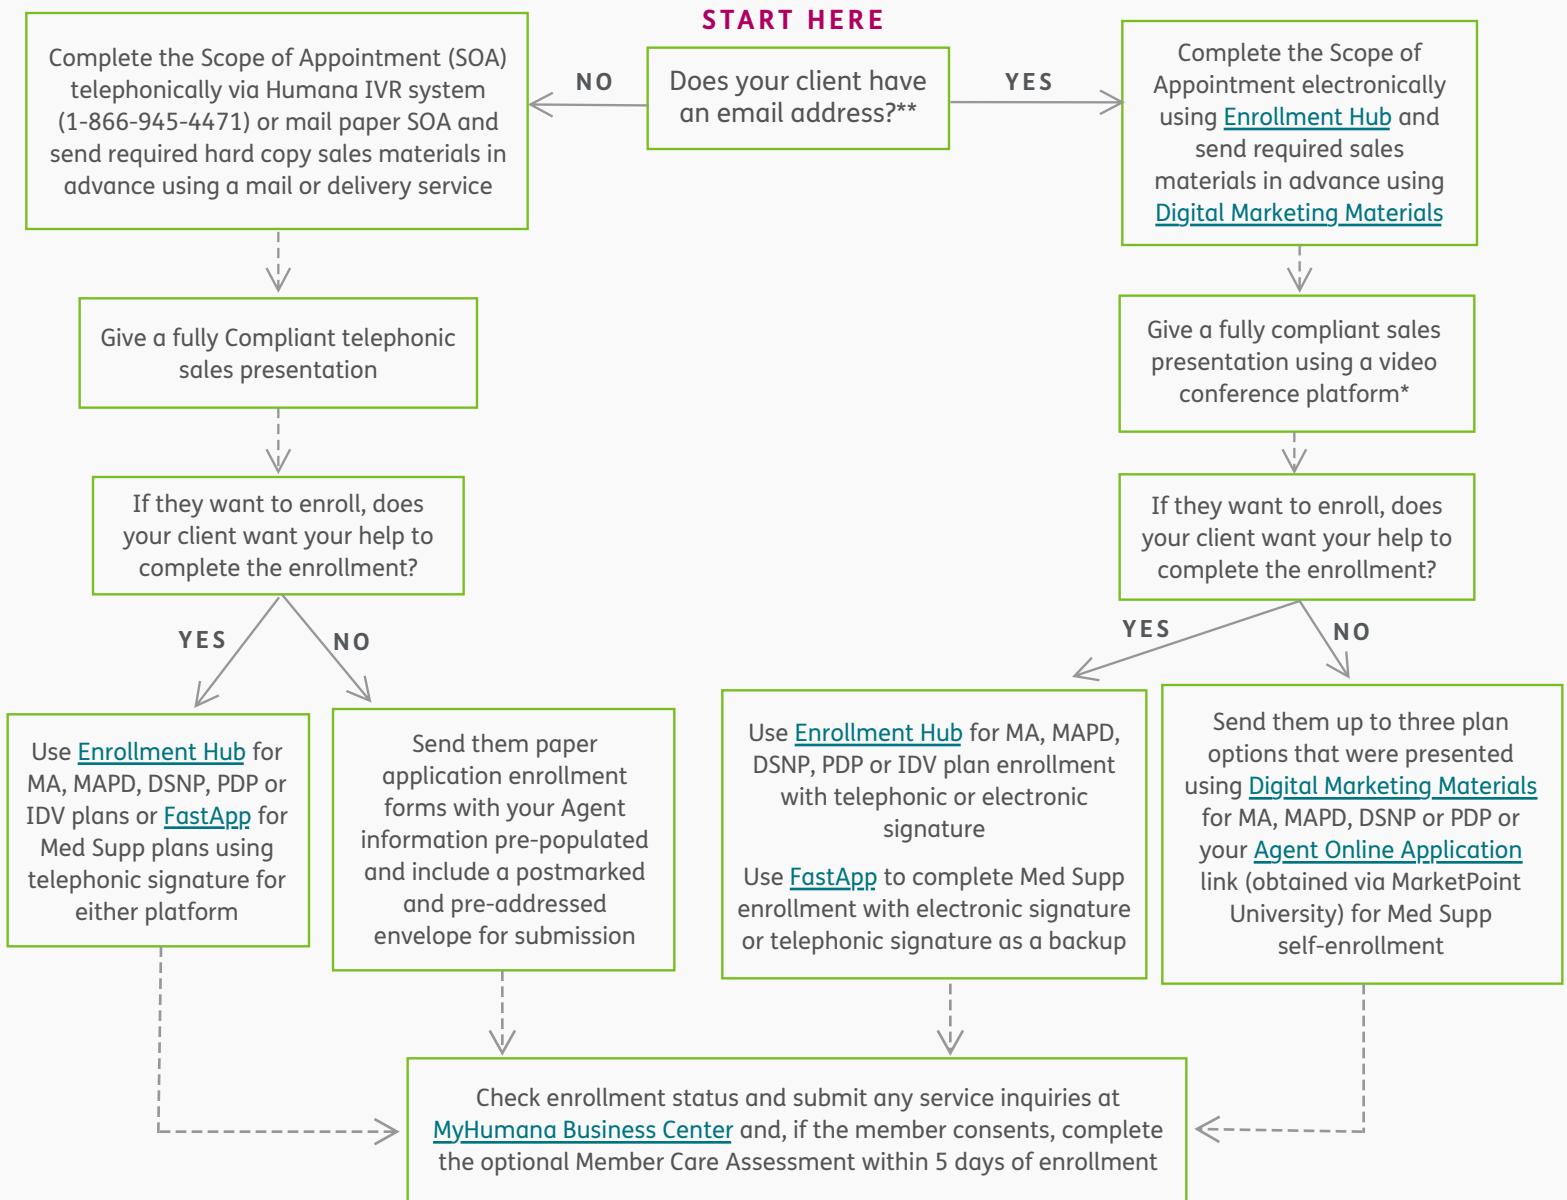 START HERE
Does your client have
an email address?**
NO
YES
Complete the Scope of Appointment (SOA)
telephonically via Humana IVR system
(1-866-945-4471) or mail paper SOA and
send required hard copy sales materials in
advance using a mail or delivery service
Give a fully Compliant telephonic
sales presentation
If they want to enroll, does
your client want your help to
complete the enrollment?
YES
NO
Use Enrollment Hub for
MA, MAPD, DSNP, PDP or
IDV plans or FastApp for
Med Supp plans using
telephonic signature for
either platform
Send them paper
application enrollment
forms with your Agent
information pre-populated
and include a postmarked
and pre-addressed
envelope for submission
Complete the Scope of
Appointment electronically
using Enrollment Hub and
send required sales
materials in advance using
Digital Marketing Materials
Give a fully compliant sales
presentation using a video
conference platform*
If they want to enroll, does
your client want your help to
complete the enrollment?
YES
NO
Use Enrollment Hub for MA, MAPD,
DSNP, PDP or IDV plan enrollment
with telephonic or electronic
signature
Use FastApp to complete Med Supp
enrollment with electronic signature
or telephonic signature as a backup
Send them up to three plan
options that were presented
using Digital Marketing Materials
for MA, MAPD, DSNP or PDP or
your Agent Online Application
link (obtained via MarketPoint
University) for Med Supp
self-enrollment
Check enrollment status and submit any service inquiries at
MyHumana Business Center and, if the member consents, complete
the optional Member Care Assessment within 5 days of enrollment